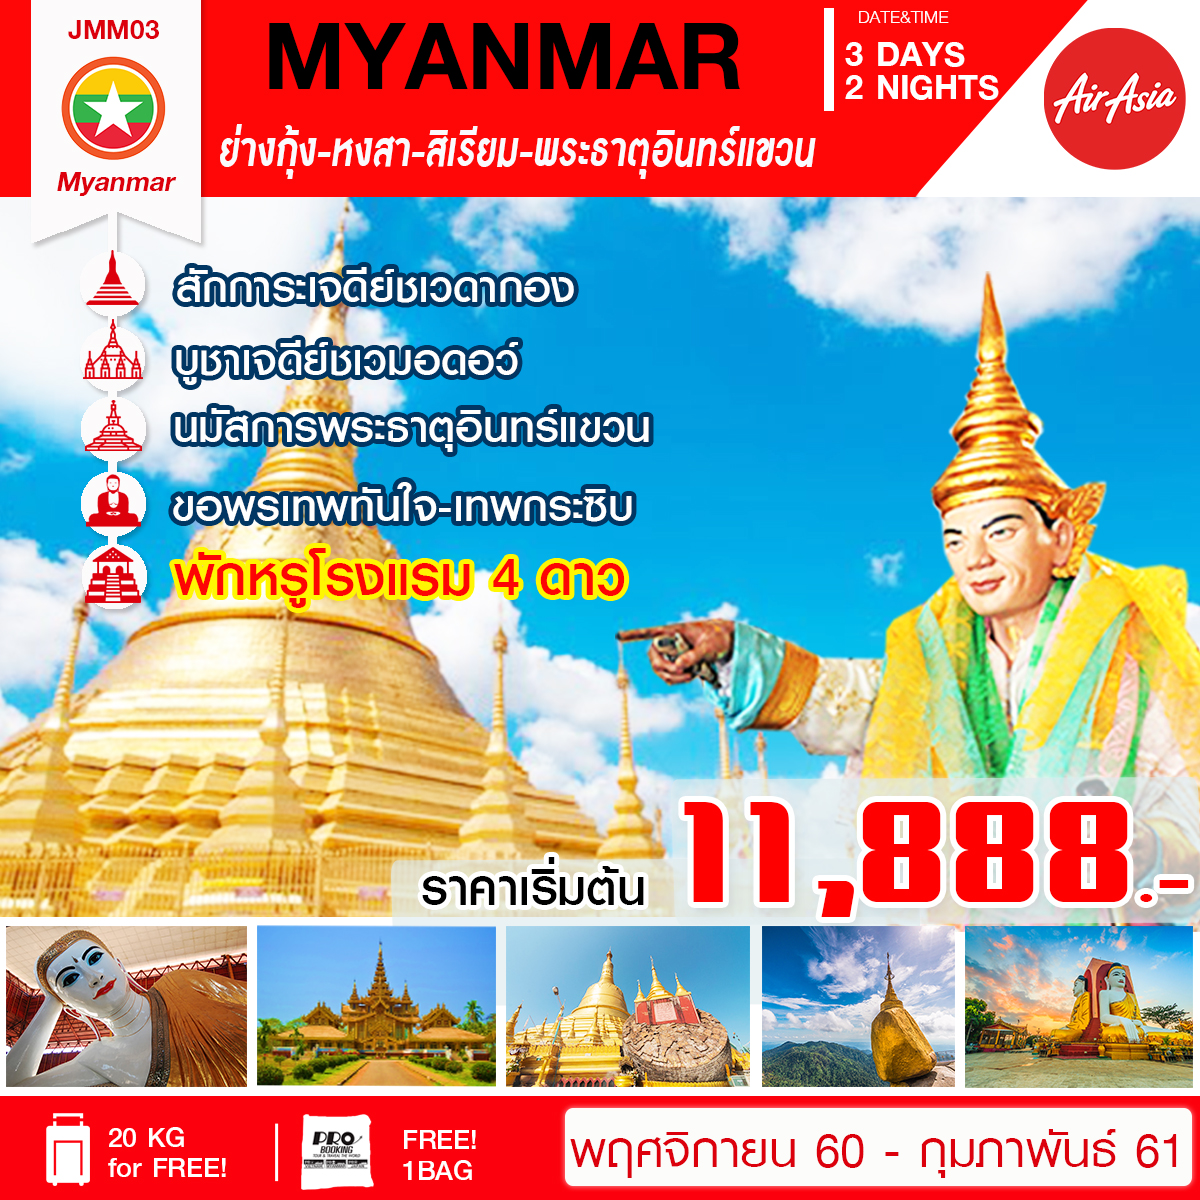 JMM03
Myanmar
MYANMAR
ย่างกุ้ง-หงสา-สิเรียม-พระธาตุอินทร์แขวน
DATE&TIME
3 DAYS
2 NIGHTS
AirAsia
สักการะเจดีย์ชเวดากอง
บูชาเจดีย์ชเวมอดอว์
นมัสการพระธาตุอินทร์แขวน
ขอพรเทพทันใจ-เทพกระซิบ
พักหรูโรงแรม 4 ดาว
ราคาเริ่มต้น 11,888.-
20 KG
for FREE!
PRO
BOOKING
TOUR & TRAVEL THE WORLD
VIETNAM MYANMAR JAPAN
FREE!
1BAG
พฤศจิกายน 60 - กุมภาพันธ์ 61